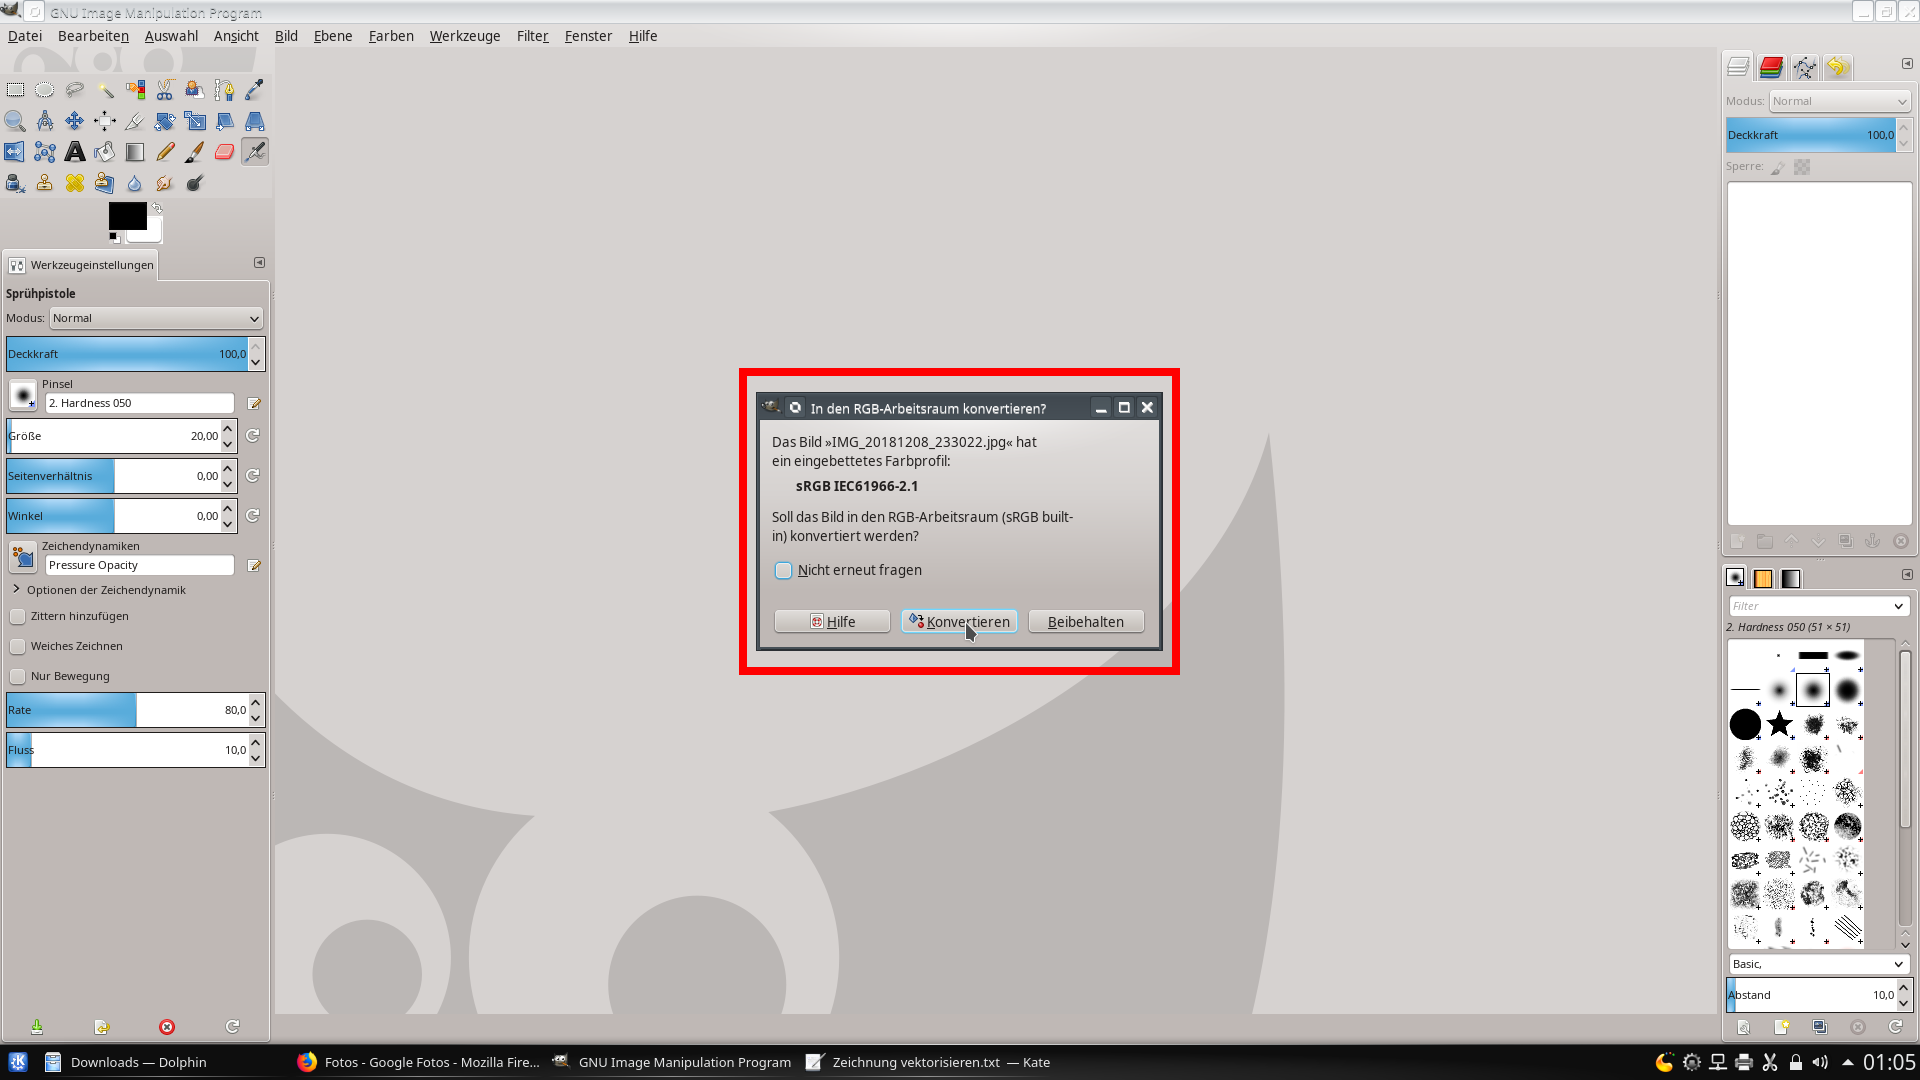 GNU Image Manipulation Program
Datei Bearbeiten Auswahl Ansicht Bild Ebene Farben Werkzeuge Filter Fenster Hilfe
Werkzeugeinstellungen
Sprühpistole
Modus: Normal
Deckkraft 100,0
Pinsel
2. Hardness 050
Größe 20,00
Seitenverhältnis 0,00
Winkel 0,00
Zeichendynamiken
Pressure Opacity
Optionen der Zeichendynamik
Zittern hinzufügen
Weiches Zeichnen
Nur Bewegung
Rate 80,0
Fluss 10,0
In den RGB-Arbeitsraum konvertieren?
Das Bild »IMG_20181208_233022.jpg« hat
ein eingebettetes Farbprofil:
sRGB IEC61966-2.1
Soll das Bild in den RGB-Arbeitsraum (sRGB built-
in) konvertiert werden?
Nicht erneut fragen
Hilfe Konvertieren Beibehalten
Modus: Normal
Deckkraft 100,0
Sperre:
Filter
2. Hardness 050 (51 × 51)
Basic,
Abstand 10,0
Downloads — Dolphin Fotos - Google Fotos - Mozilla Fire... GNU Image Manipulation Program Zeichnung vektorisieren.txt — Kate 01:05